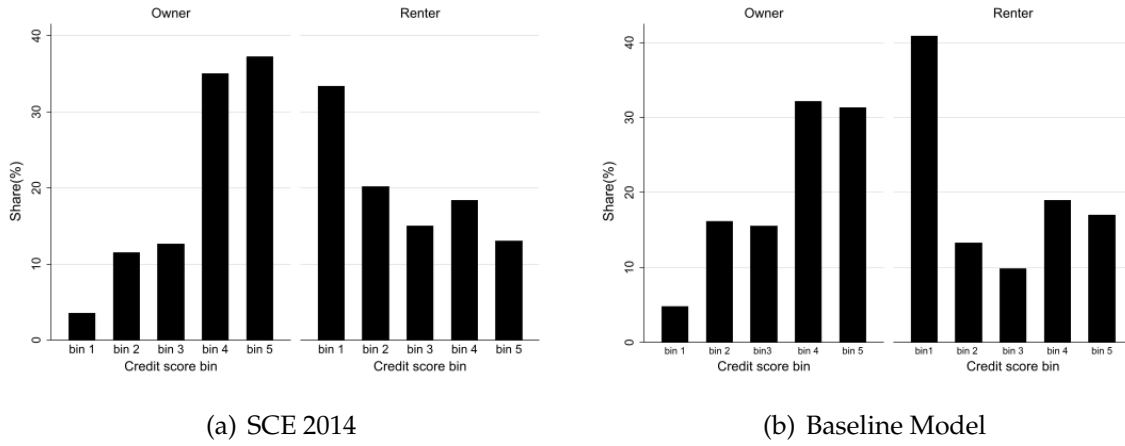 Owner Renter
Share(%)
40
30
20
10
0
bin 1 bin 2 bin 3 bin 4 bin 5 bin 1 bin 2 bin 3 bin 4 bin 5
Credit score bin Credit score bin
(a) SCE 2014
Owner Renter
Share(%)
40
30
20
10
0
bin 1 bin 2 bin3 bin 4 bin 5 bin1 bin 2 bin 3 bin 4 bin 5
Credit score bin Credit score bin
(b) Baseline Model